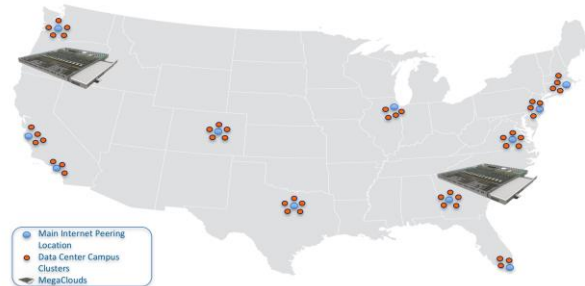 Main Internet Peering
Location
Data Center Campus
Clusters
MegaClouds